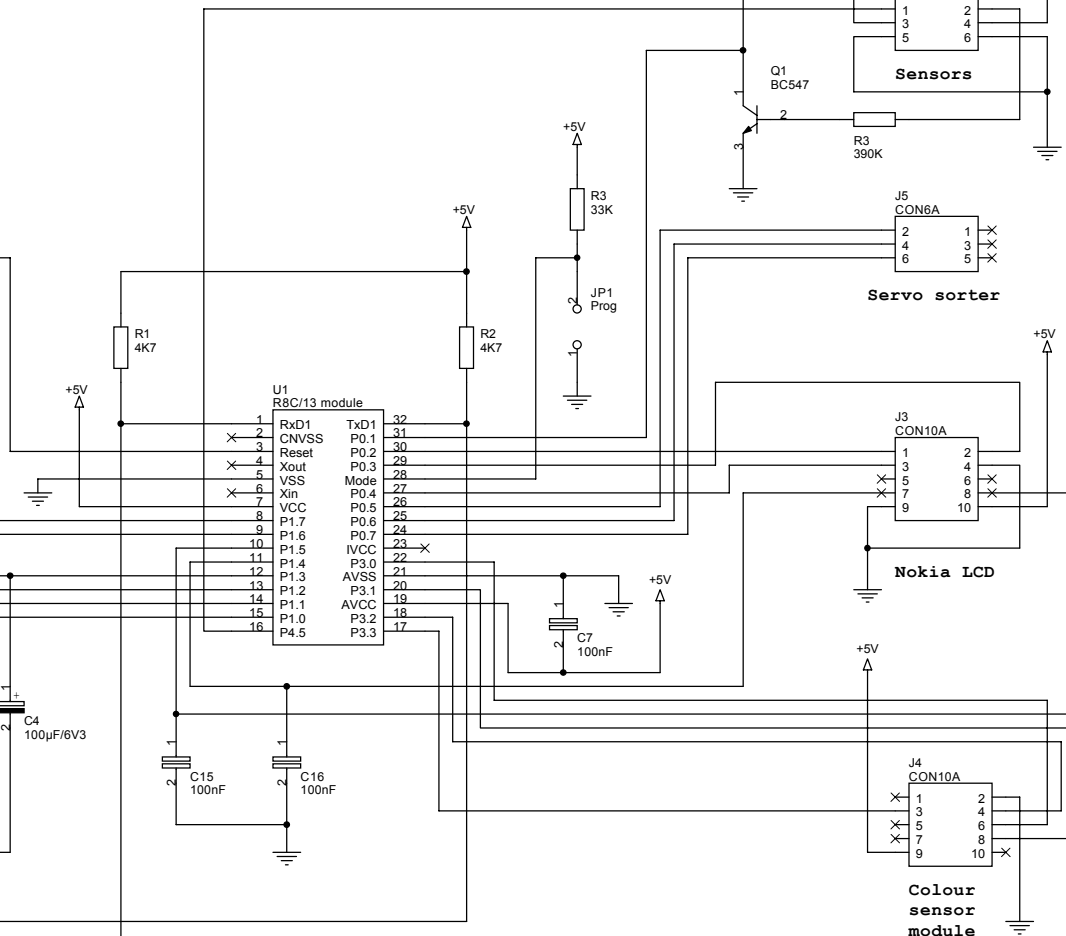 1 2
3 4
5 6
Sensors
Q1
BC547
1
2
3
R3
390K
+5V
R3
33K
J5
CON6A
2 1
4 3
6 5
Servo sorter
+5V
2
JP1
Prog
1
R1
4K7
R2
4K7
+5V
+5V
U1
R8C/13 module
1 RxD1 TxD1 32
2 CNVSS P0.1 31
3 Reset P0.2 30
4 Xout P0.3 29
5 VSS Mode 28
6 Xin P0.4 27
7 VCC P0.5 26
8 P1.7 P0.6 25
9 P1.6 P0.7 24
10 P1.5 IVCC 23
11 P1.4 P3.0 22
12 P1.3 AVSS 21
13 P1.2 P3.1 20
14 P1.1 AVCC 19
15 P1.0 P3.2 18
16 P4.5 P3.3 17
J3
CON10A
1 2
3 4
5 6
7 8
9 10
Nokia LCD
+5V
1
2
C7
100nF
+5V
1
+
2
C4
100µF/6V3
1
2
C15
100nF
1
2
C16
100nF
J4
CON10A
1 2
3 4
5 6
7 8
9 10
Colour
sensor
module